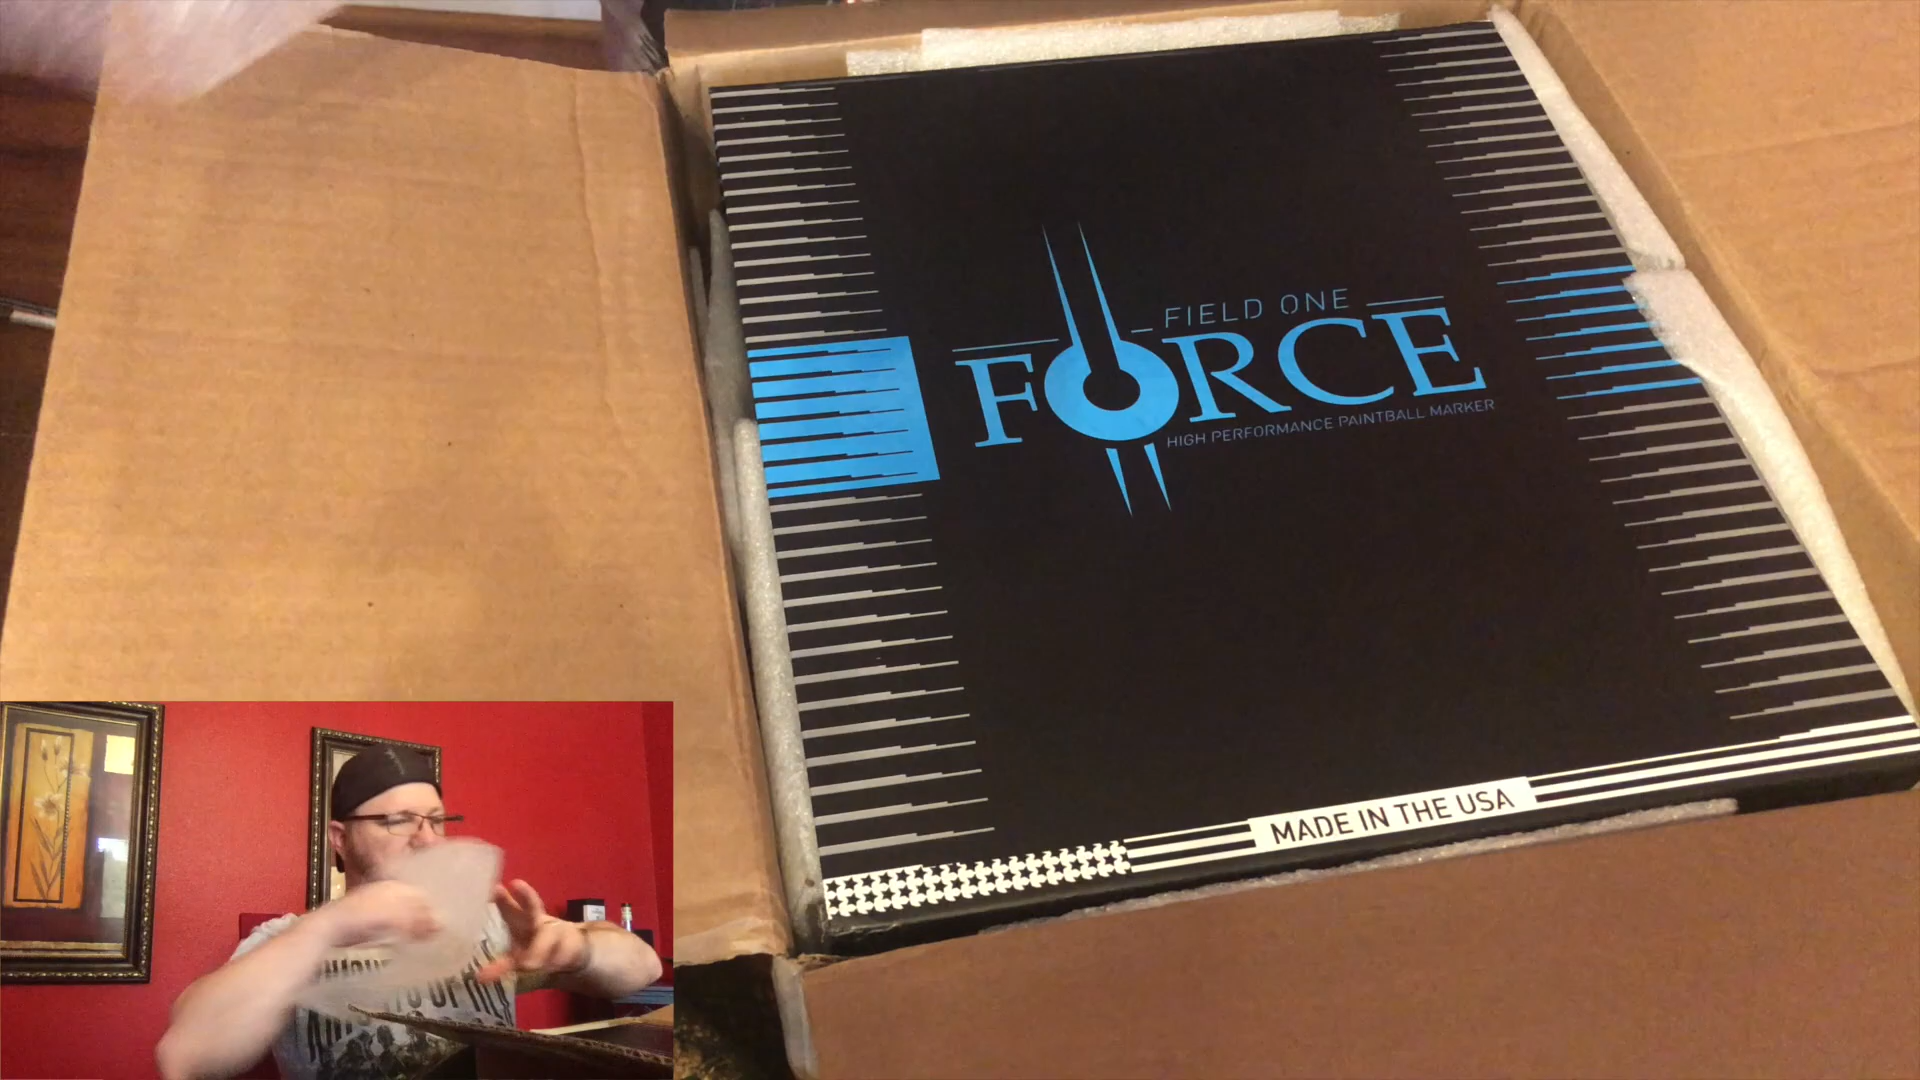 FIELD ONE
FORCE
HIGH PERFORMANCE PAINTBALL MARKER
MADE IN THE USA